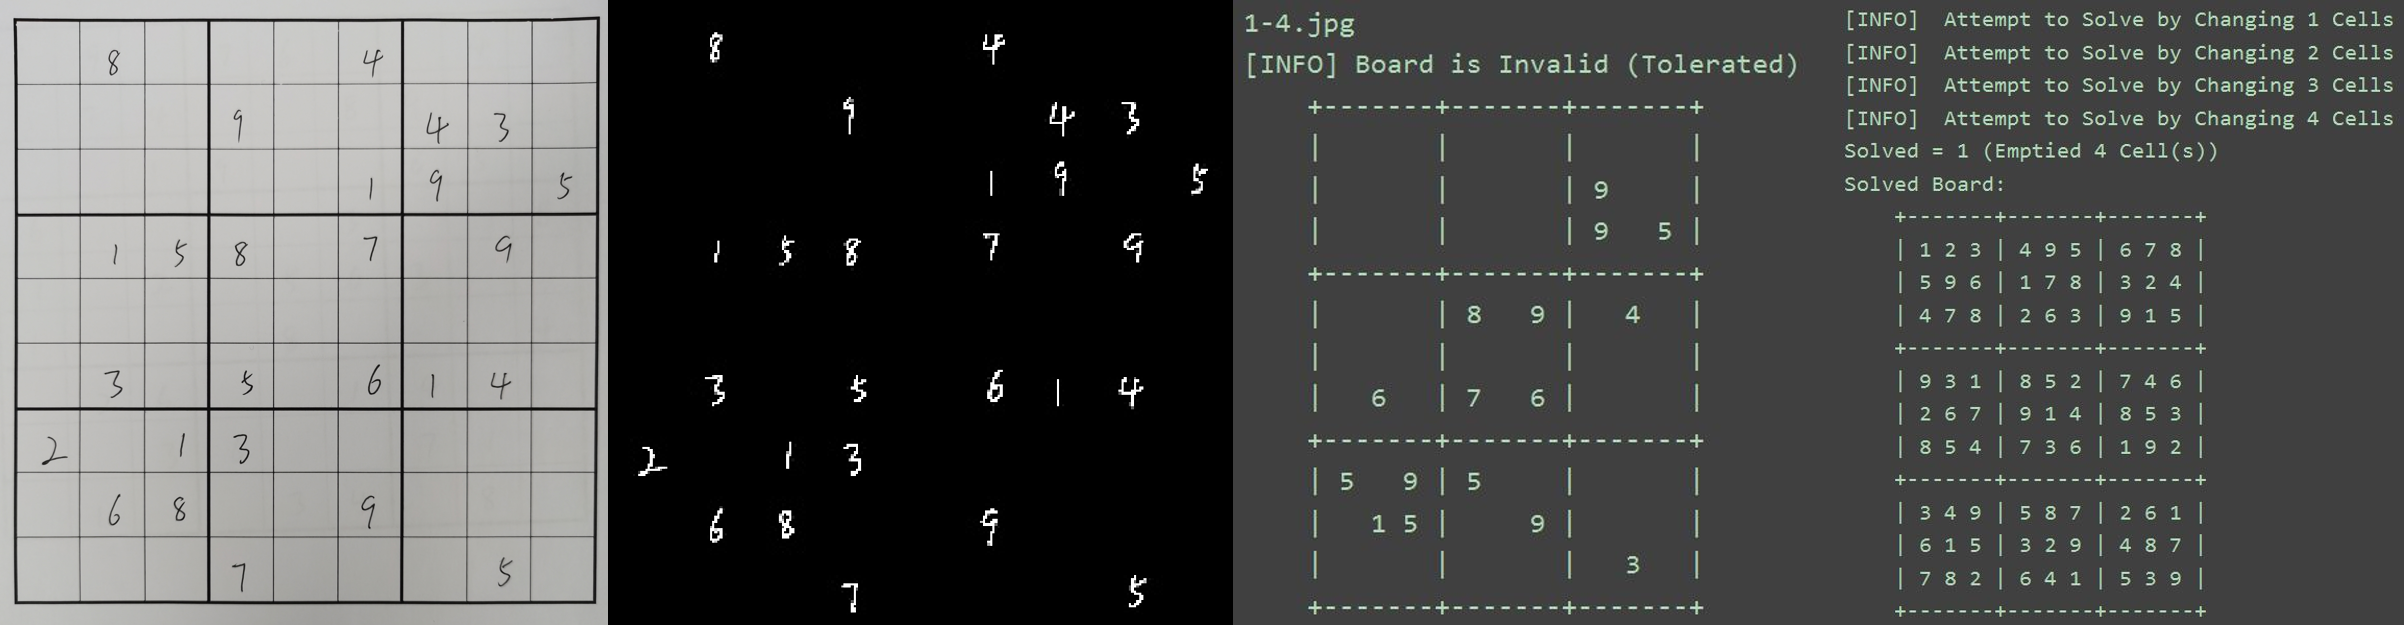 8 4
9 4 3
1 9 5
1 5 8 7 9
3 5 6 1 4
2 1 3
6 8 9
7 5
8 4
9 4 3
1 9 5
1 5 8 7 9
3 5 6 1 4
2 1 3
6 8 9
7 5
1-4.jpg
[INFO] Board is Invalid (Tolerated)
+-------+-------+-------+
|       |       |       |
|       |       | 9     |
|       |       | 9   5 |
+-------+-------+-------+
|       | 8   9 |   4   |
|       |       |       |
|   6   | 7   6 |       |
+-------+-------+-------+
| 5   9 | 5     |       |
|   1 5 |     9 |       |
|       |       |   3   |
+-------+-------+-------+
[INFO]  Attempt to Solve by Changing 1 Cells
[INFO]  Attempt to Solve by Changing 2 Cells
[INFO]  Attempt to Solve by Changing 3 Cells
[INFO]  Attempt to Solve by Changing 4 Cells
Solved = 1 (Emptied 4 Cell(s))
Solved Board:
+-------+-------+-------+
| 1 2 3 | 4 9 5 | 6 7 8 |
| 5 9 6 | 1 7 8 | 3 2 4 |
| 4 7 8 | 2 6 3 | 9 1 5 |
+-------+-------+-------+
| 9 3 1 | 8 5 2 | 7 4 6 |
| 2 6 7 | 9 1 4 | 8 5 3 |
| 8 5 4 | 7 3 6 | 1 9 2 |
+-------+-------+-------+
| 3 4 9 | 5 8 7 | 2 6 1 |
| 6 1 5 | 3 2 9 | 4 8 7 |
| 7 8 2 | 6 4 1 | 5 3 9 |
+-------+-------+-------+